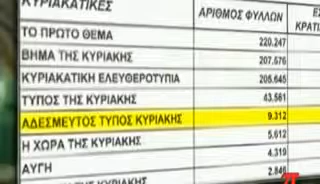 ΚΥΡΙΑΚΑΤΙΚΕΣ ΑΡΙΘΜΟΣ ΦΥΛΛΩΝ
ΤΟ ΠΡΩΤΟ ΘΕΜΑ 220.247
ΒΗΜΑ ΤΗΣ ΚΥΡΙΑΚΗΣ 207.576
ΚΥΡΙΑΚΑΤΙΚΗ ΕΛΕΥΘΕΡΟΤΥΠΙΑ 205.645
ΤΥΠΟΣ ΤΗΣ ΚΥΡΙΑΚΗΣ 43.561
ΑΔΕΣΜΕΥΤΟΣ ΤΥΠΟΣ ΚΥΡΙΑΚΗΣ 9.312
Η ΧΩΡΑ ΤΗΣ ΚΥΡΙΑΚΗΣ 5.612
ΑΥΓΗ 4.319